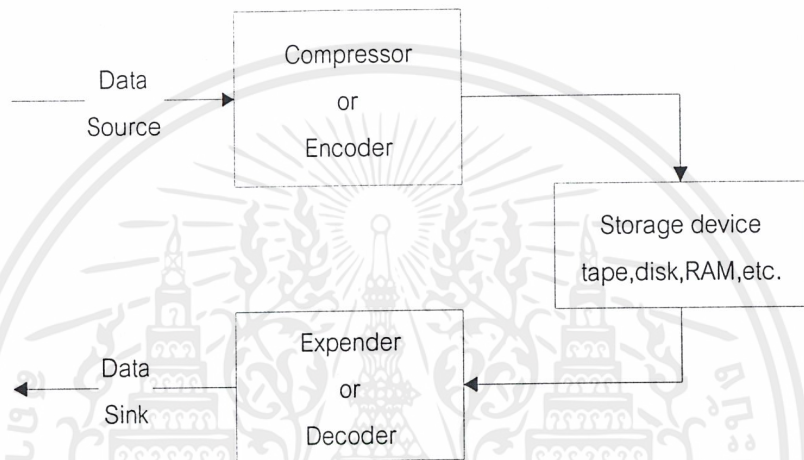 Data
Source
Compressor
or
Encoder
Storage device
tape,disk,RAM,etc.
Expender
or
Decoder
Data
Sink